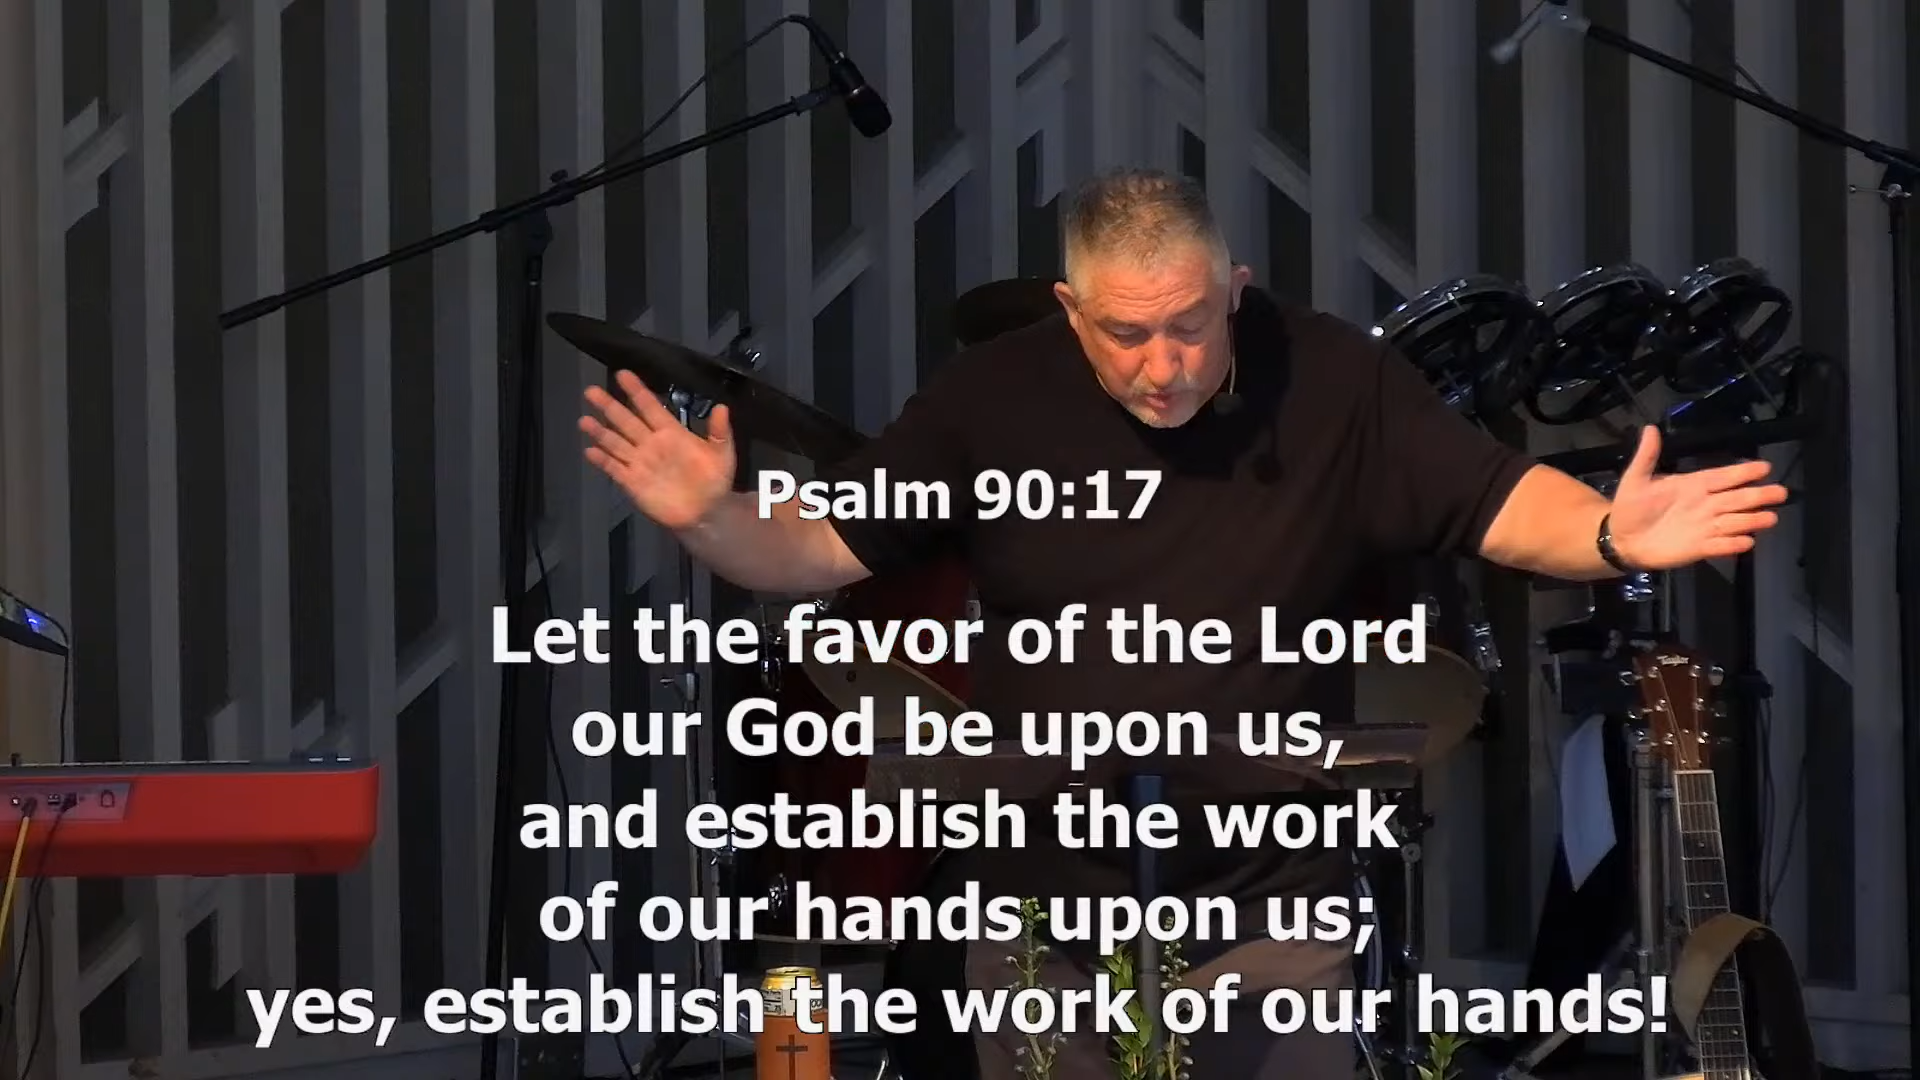 Psalm 90:17
Let the favor of the Lord
our God be upon us,
and establish the work
of our hands upon us;
yes, establish the work of our hands!
Taylor